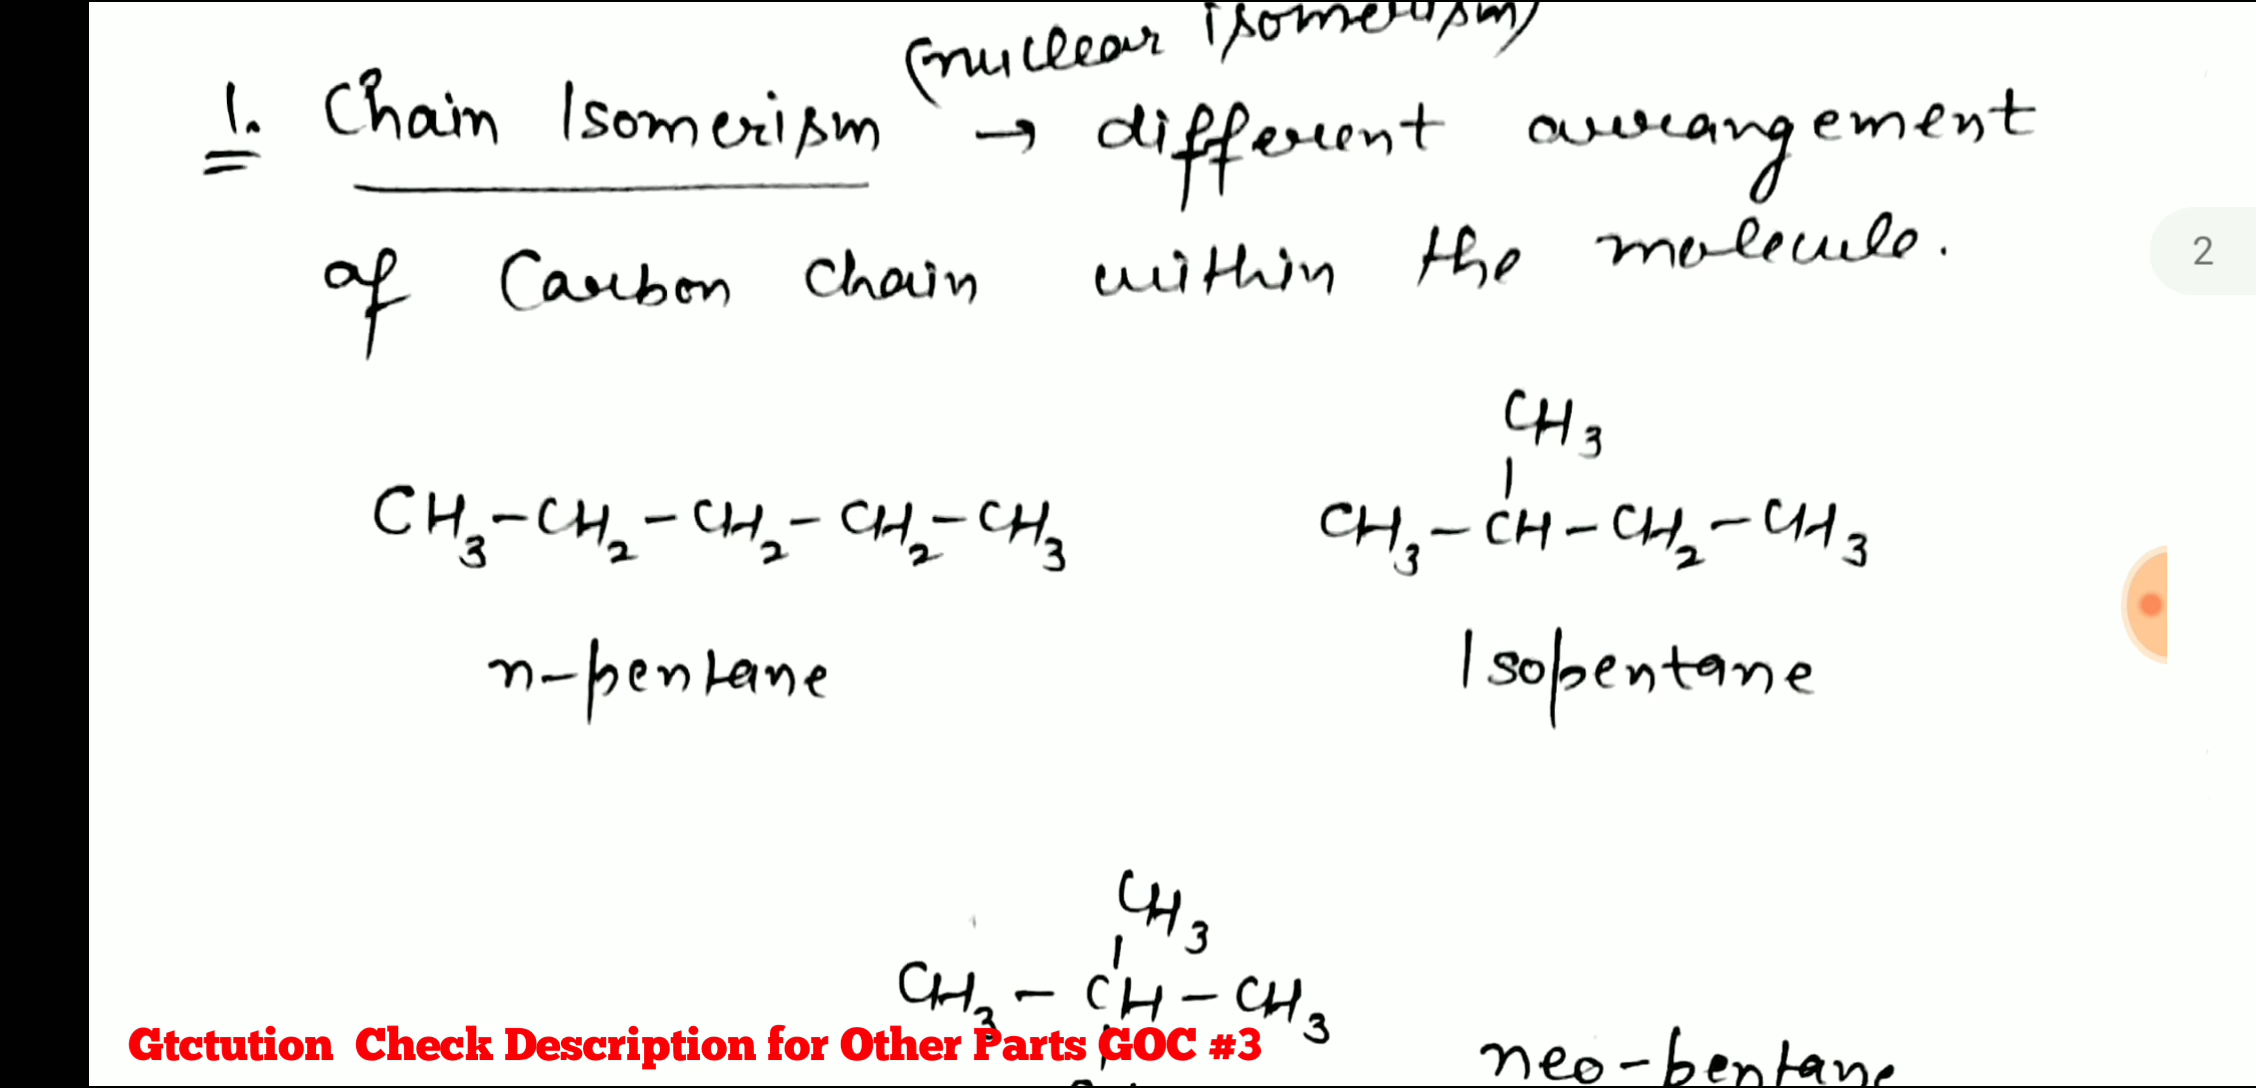 (nuclear isomerism)
1. Chain Isomerism → different arrangement
of Carbon chain within the molecule.
2
CH3
CH3-CH2-CH2-CH2-CH3 CH3-CH-CH2-CH3
n-pentane Isopentane
CH3
CH3-CH-CH3
Gtctution Check Description for Other Parts GOC #3
neo-pentane